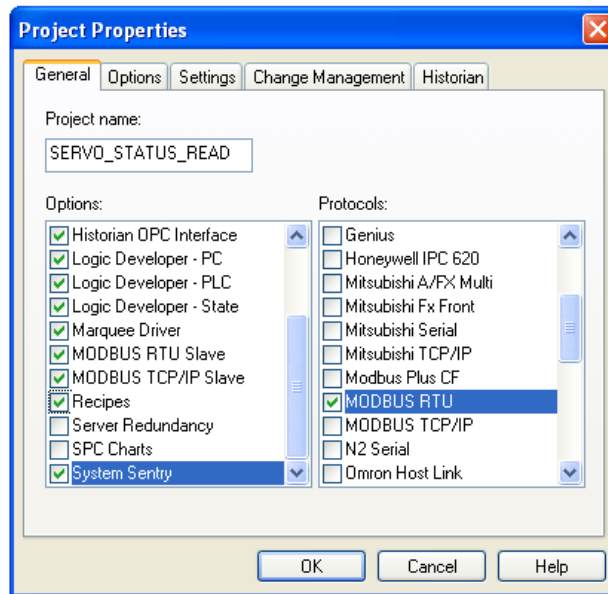 Project Properties
General Options Settings Change Management Historian
Project name:
SERVO_STATUS_READ
Options:
Historian OPC Interface
Logic Developer - PC
Logic Developer - PLC
Logic Developer - State
Marquee Driver
MODBUS RTU Slave
MODBUS TCP/IP Slave
Recipes
Server Redundancy
SPC Charts
System Sentry
Protocols:
Genius
Honeywell IPC 620
Mitsubishi A/FX Multi
Mitsubishi Fx Front
Mitsubishi Serial
Mitsubishi TCP/IP
Modbus Plus CF
MODBUS RTU
MODBUS TCP/IP
N2 Serial
Omron Host Link
OK Cancel Help